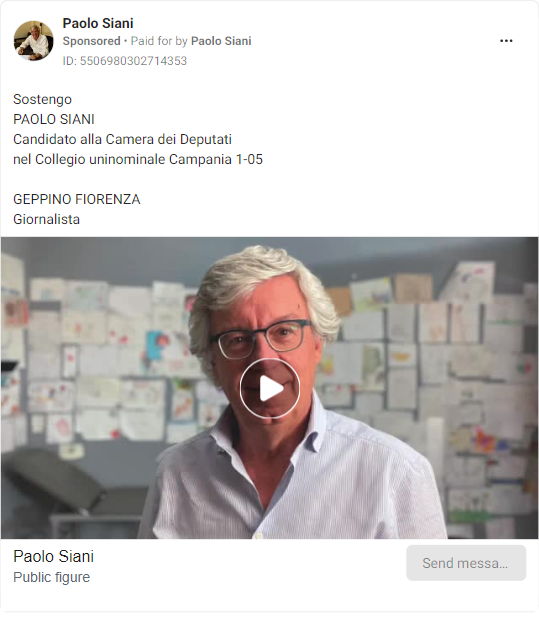 Paolo Siani
Sponsored • Paid for by Paolo Siani
ID: 5506980302714353
Sostengo
PAOLO SIANI
Candidato alla Camera dei Deputati
nel Collegio uninominale Campania 1-05
GEPPINO FIORENZA
Giornalista
Paolo Siani
Public figure
Send messa...